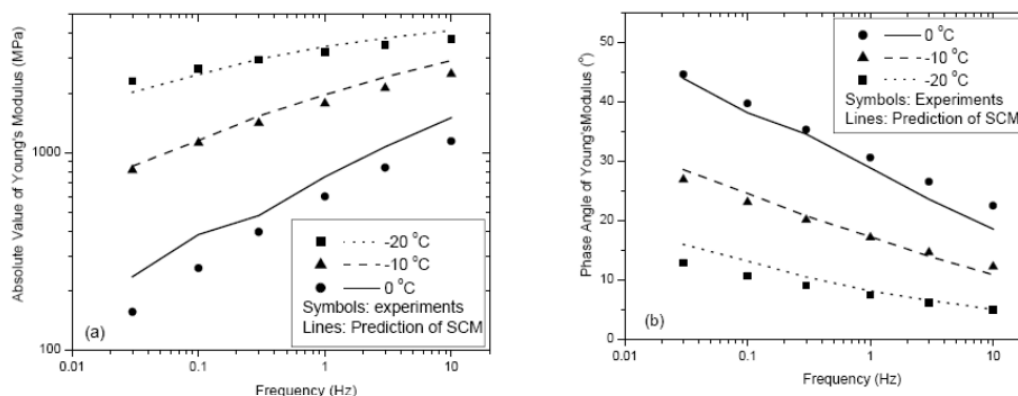 Absolute Value of Young's Modulus (MPa)
1000
100
0.01
0.1
1
10
Frequency (Hz)
(a)
-20 °C
-10 °C
0 °C
Symbols: experiments
Lines: Prediction of SCM
Phase Angle of Young'sModulus (°)
50
40
30
20
10
0
0.01
0.1
1
10
Frequency (Hz)
(b)
0 °C
-10 °C
-20 °C
Symbols: Experiments
Lines: Prediction of SCM